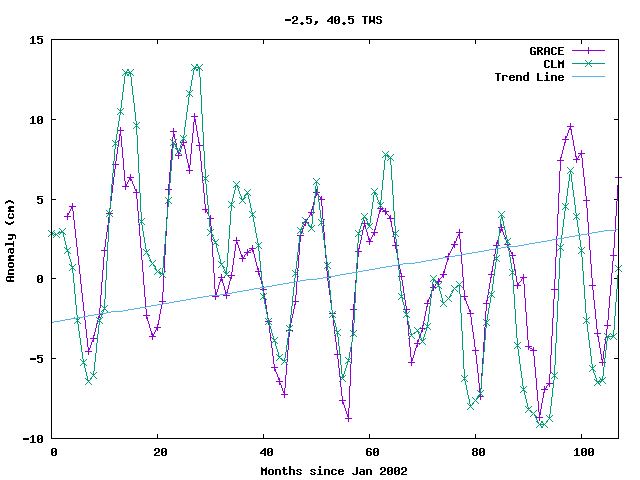 -2.5, 40.5 TWS
GRACE
CLM
Trend Line
15
10
5
0
-5
-10
Anomaly (cm)
0 20 40 60 80 100
Months since Jan 2002